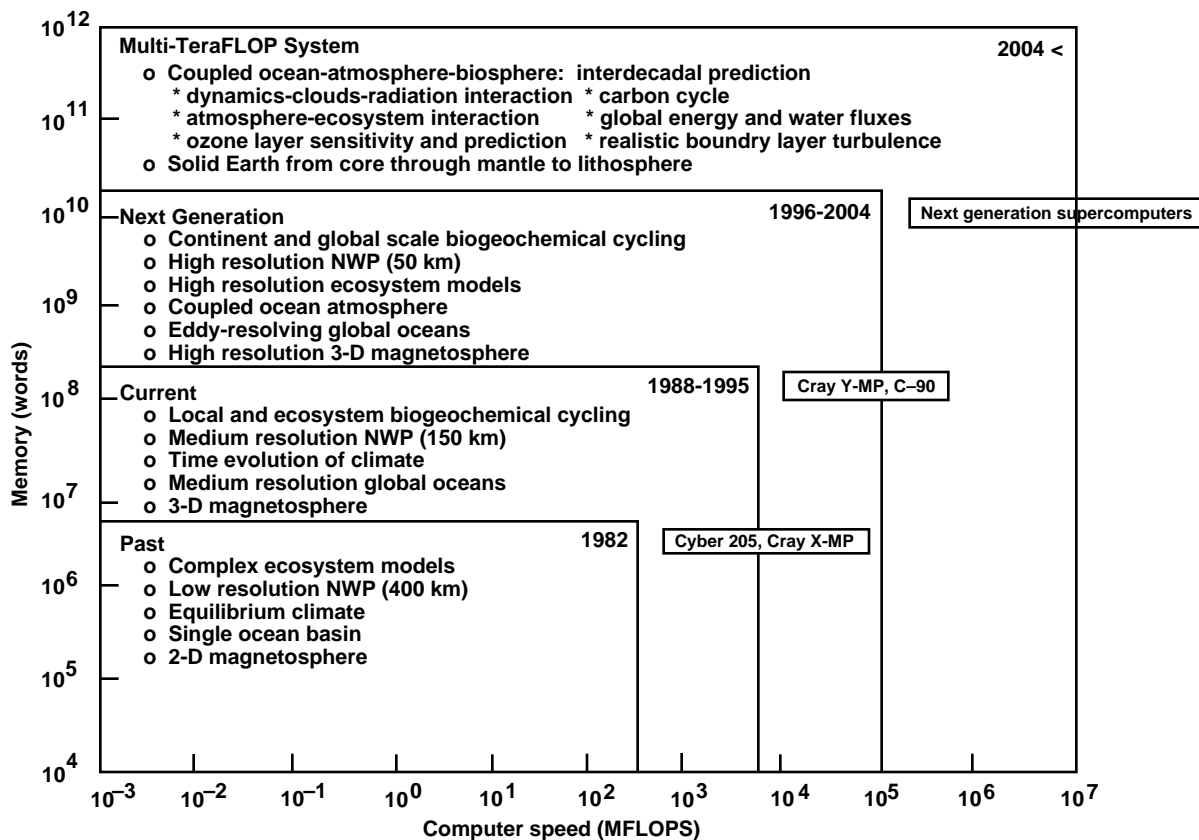 10^12
Multi-TeraFLOP System
2004 <
o Coupled ocean-atmosphere-biosphere: interdecadal prediction
* dynamics-clouds-radiation interaction * carbon cycle
10^11
* atmosphere-ecosystem interaction * global energy and water fluxes
* ozone layer sensitivity and prediction * realistic boundry layer turbulence
o Solid Earth from core through mantle to lithosphere
10^10
Next Generation
1996-2004
Next generation supercomputers
o Continent and global scale biogeochemical cycling
o High resolution NWP (50 km)
o High resolution ecosystem models
10^9
o Coupled ocean atmosphere
o Eddy-resolving global oceans
o High resolution 3-D magnetosphere
Memory (words)
10^8
Current
1988-1995
Cray Y-MP, C–90
o Local and ecosystem biogeochemical cycling
o Medium resolution NWP (150 km)
o Time evolution of climate
o Medium resolution global oceans
10^7
o 3-D magnetosphere
Past
1982
Cyber 205, Cray X-MP
o Complex ecosystem models
10^6
o Low resolution NWP (400 km)
o Equilibrium climate
o Single ocean basin
o 2-D magnetosphere
10^5
10^4
10^–3 10^–2 10^–1 10^0 10^1 10^2 10^3 10^4 10^5 10^6 10^7
Computer speed (MFLOPS)